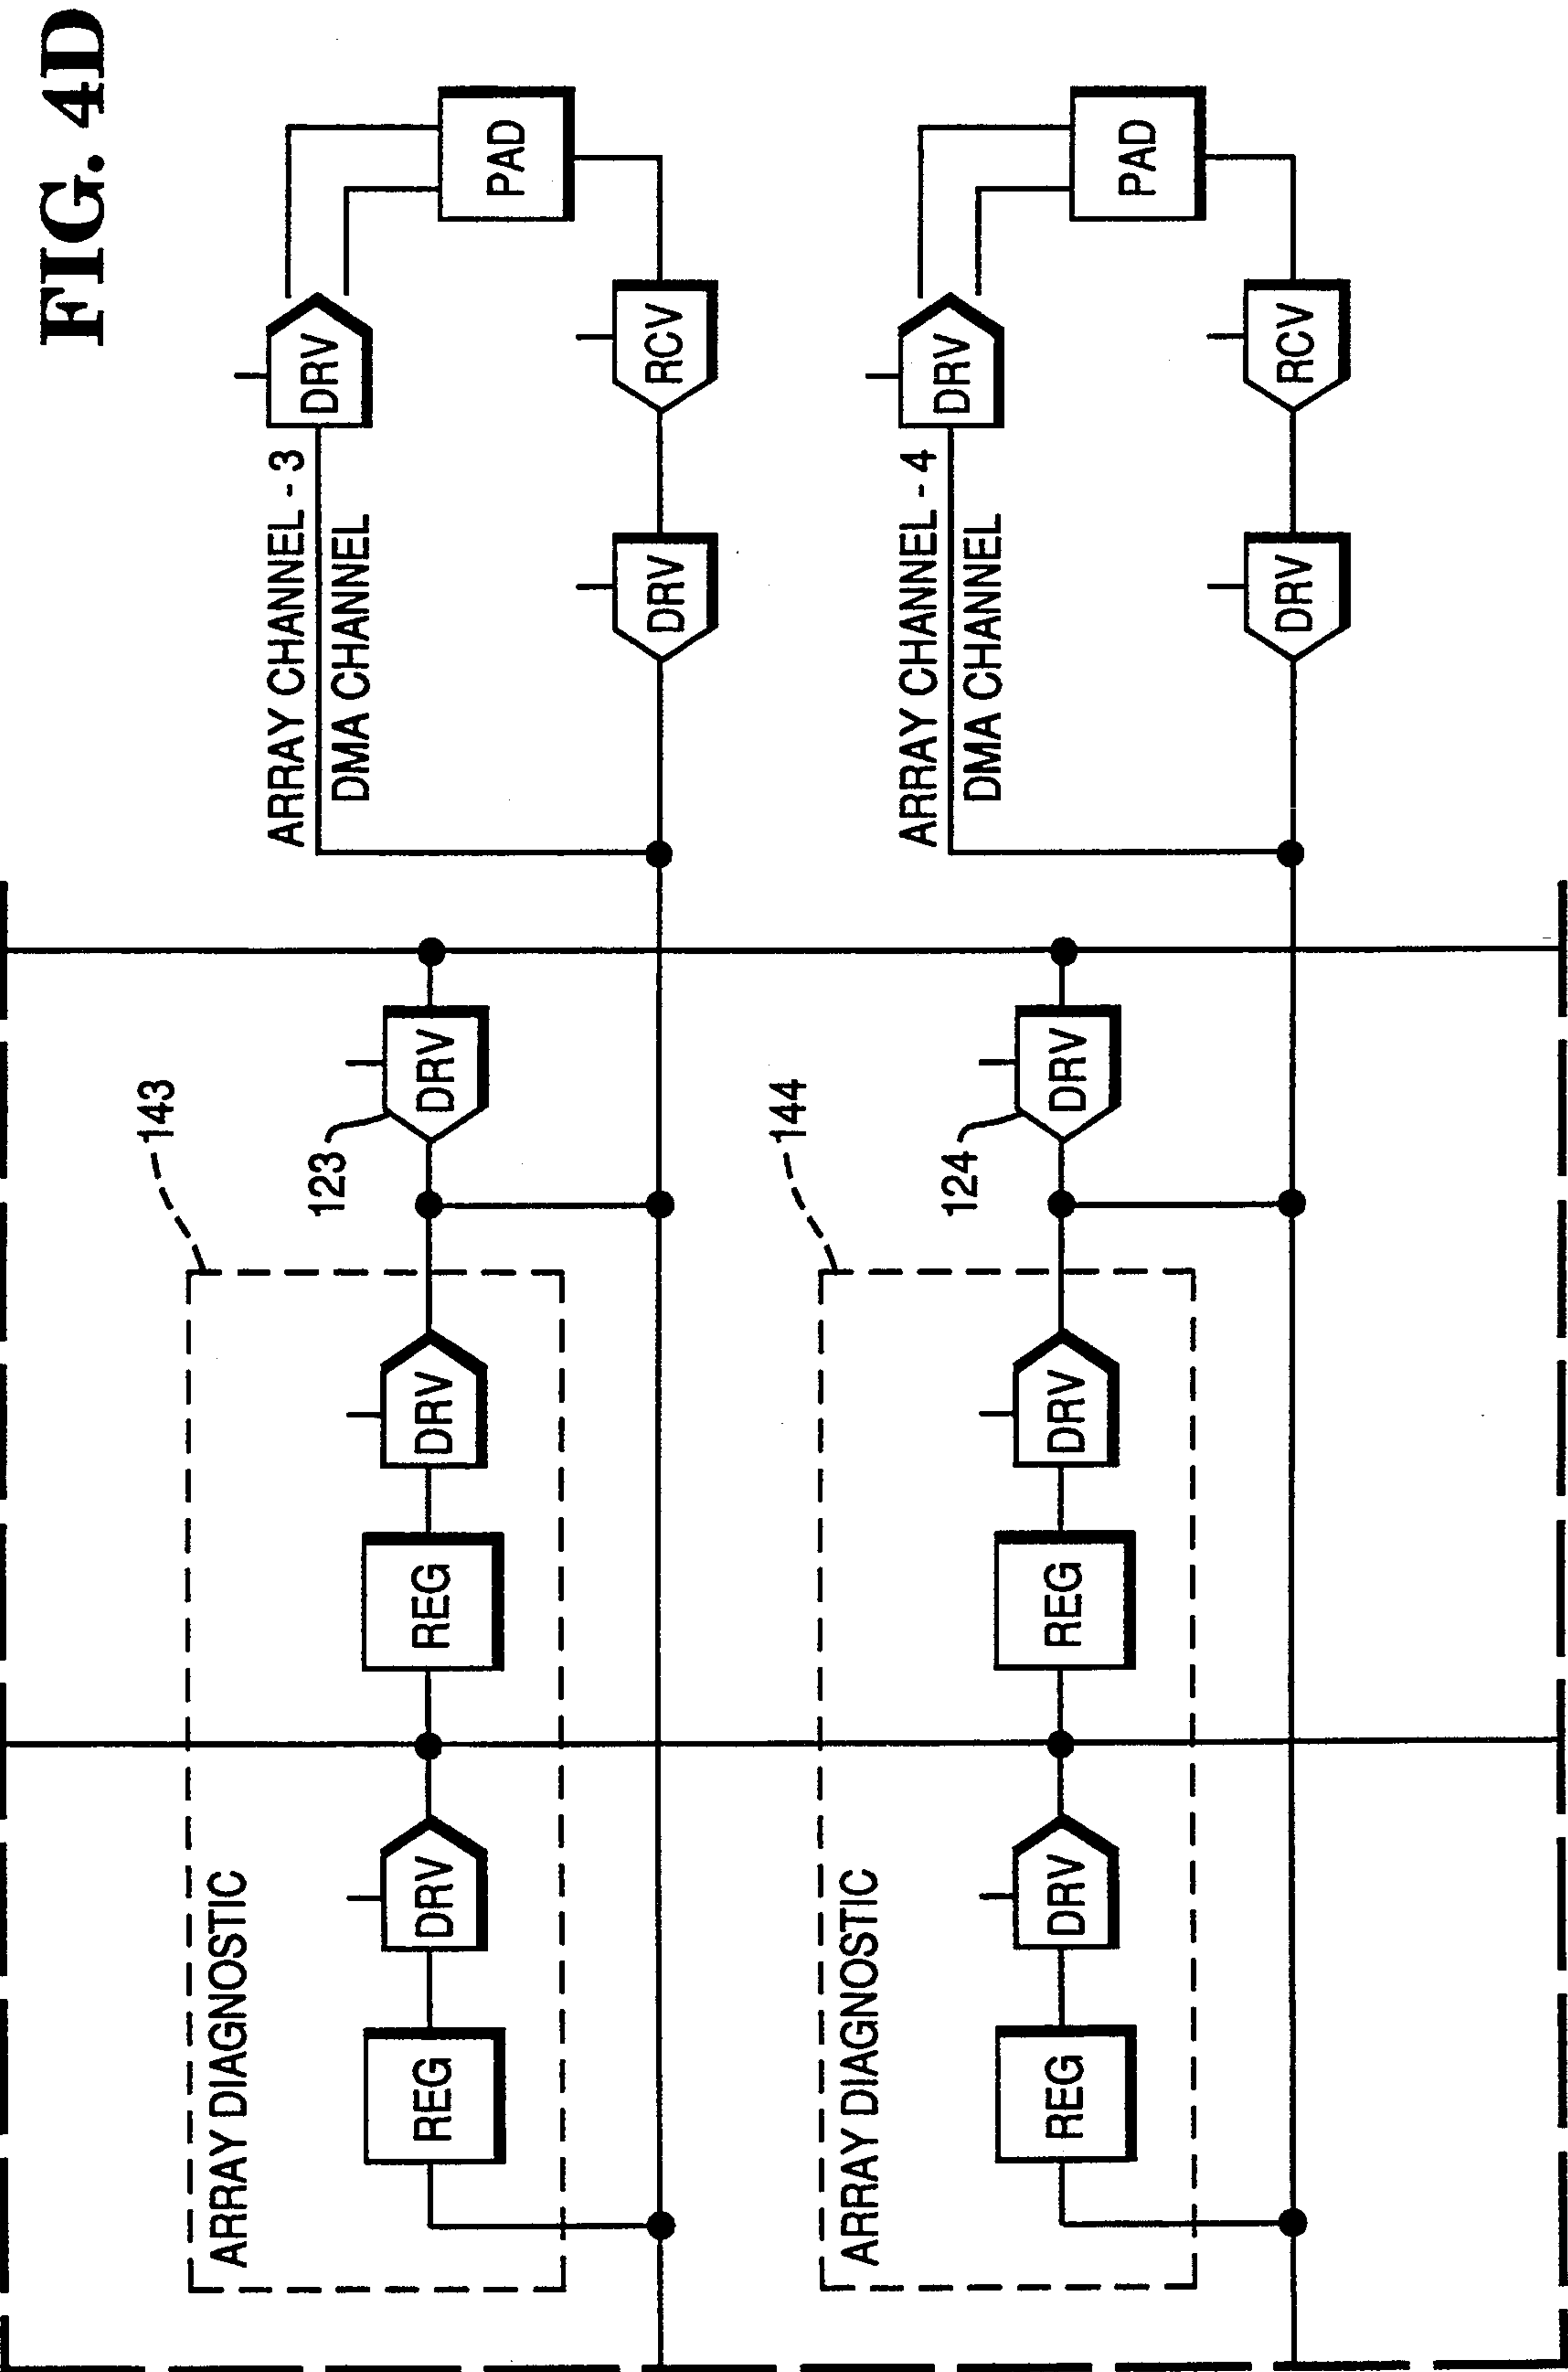 FIG. 4D
ARRAY CHANNEL - 3
DMA CHANNEL
DRV
PAD
DRV
RCV
143
123
DRV
ARRAY DIAGNOSTIC
REG
DRV
REG
DRV
ARRAY CHANNEL - 4
DMA CHANNEL
DRV
PAD
DRV
RCV
144
124
DRV
ARRAY DIAGNOSTIC
REG
DRV
REG
DRV